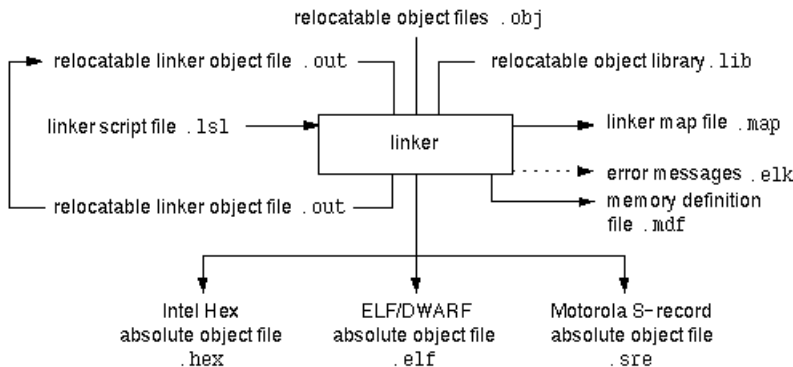 relocatable object files .obj
relocatable linker object file .out
relocatable object library .lib
linker script file .lsl
linker
linker map file .map
error messages .elk
relocatable linker object file .out
memory definition
file .mdf
Intel Hex
absolute object file
.hex
ELF/DWARF
absolute object file
.elf
Motorola S-record
absolute object file
.sre